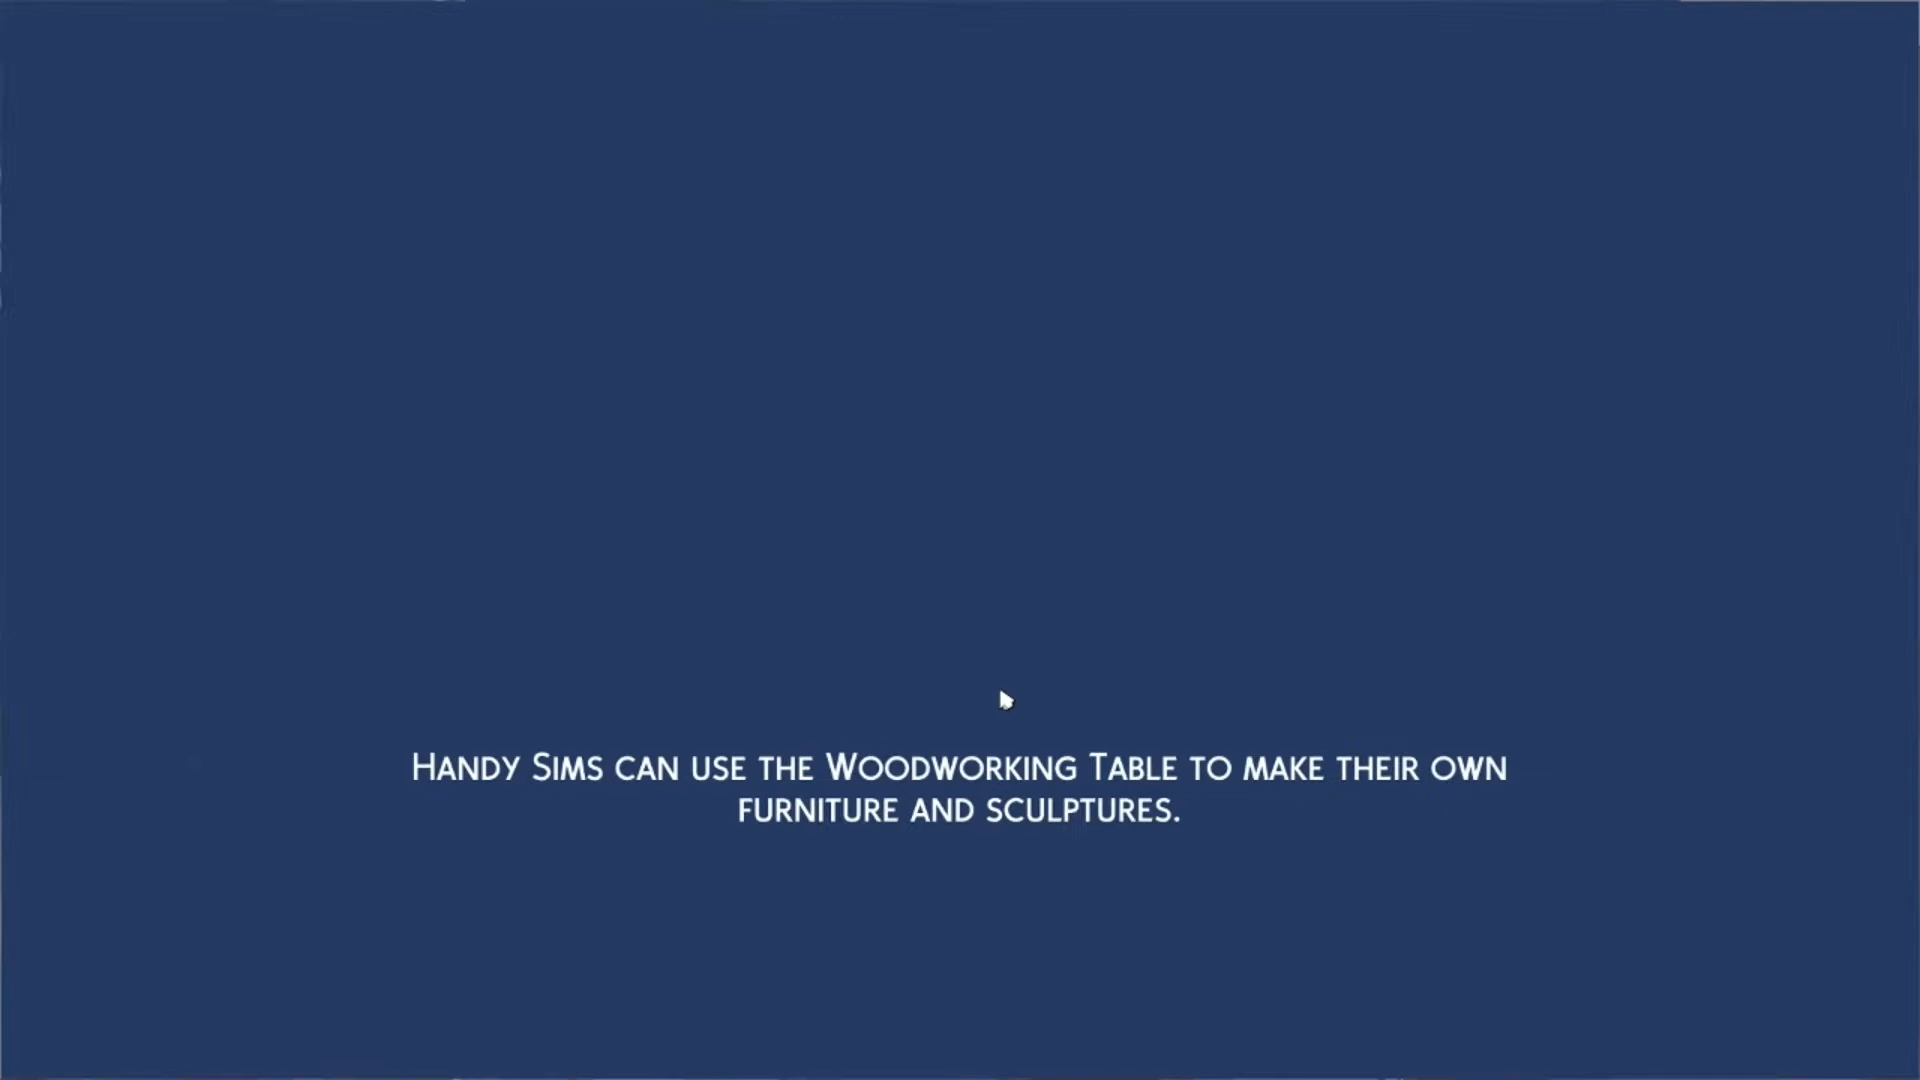 Handy Sims can use the Woodworking Table to make their own
furniture and sculptures.